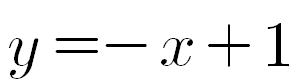 y = -x + 1